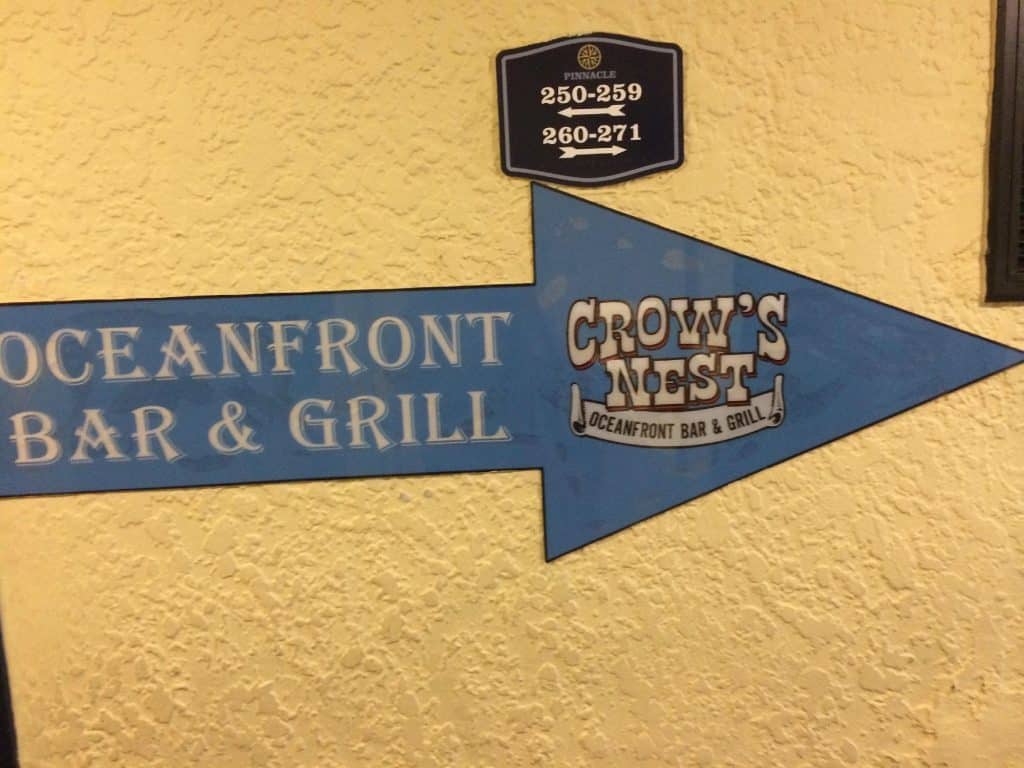 PINNACLE
250-259
260-271
OCEANFRONT
BAR & GRILL
CROW'S
NEST
OCEANFRONT BAR & GRILL